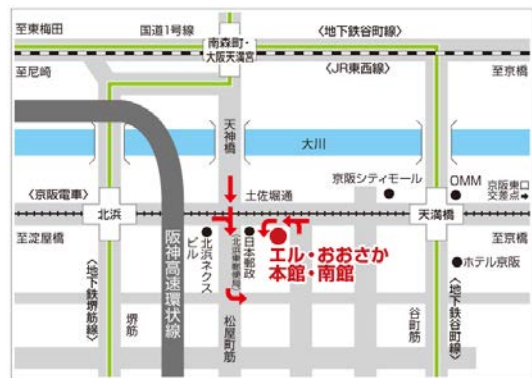 至東梅田
国道1号線
南森町・
大阪天満宮
〈地下鉄谷町線〉
至尼崎
〈JR東西線〉
至京橋
天神橋
大川
京阪シティモール
OMM
京阪東口
交差点→
〈京阪電車〉
土佐堀通
北浜
天満橋
至淀屋橋
阪神高速環状線
北浜ネクス
ビル
(北浜東郵便局)
日本郵政
エル・おおさか
本館・南館
至京橋
ホテル京阪
〈地下鉄堺筋線〉
堺筋
松屋町筋
谷町筋
〈地下鉄谷町線〉